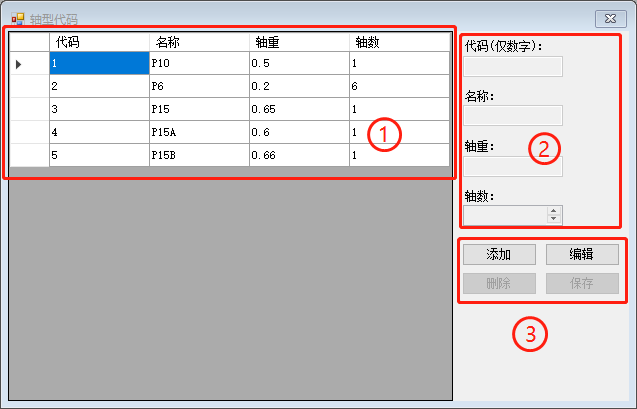 轴型代码
代码 名称 轴重 轴数
1 P10 0.5 1
2 P6 0.2 6
3 P15 0.65 1
4 P15A 0.6 1
5 P15B 0.66 1
①
代码(仅数字):
名称:
②
轴重:
轴数:
添加 编辑
删除 保存
③